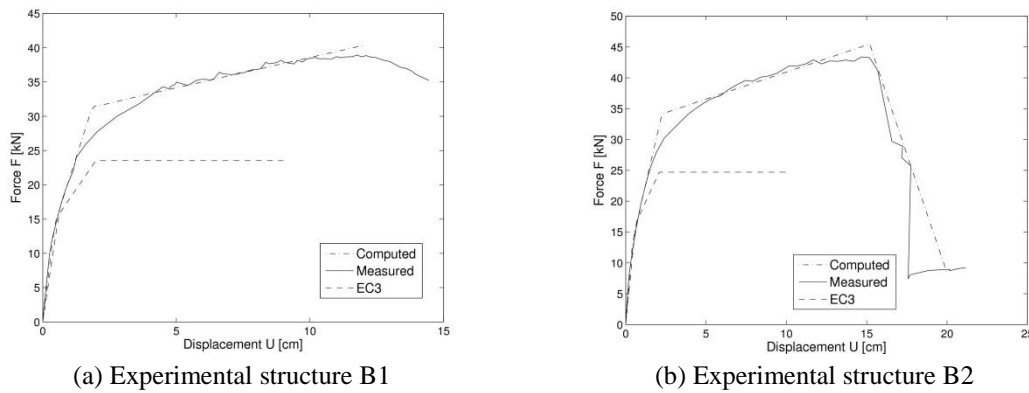 45
40
35
30
25
20
15
10
5
0
Force F [kN]
Computed
Measured
EC3
0
5
10
15
Displacement U [cm]
(a) Experimental structure B1
50
45
40
35
30
25
20
15
10
5
0
Force F [kN]
Computed
Measured
EC3
0
5
10
15
20
25
Displacement U [cm]
(b) Experimental structure B2